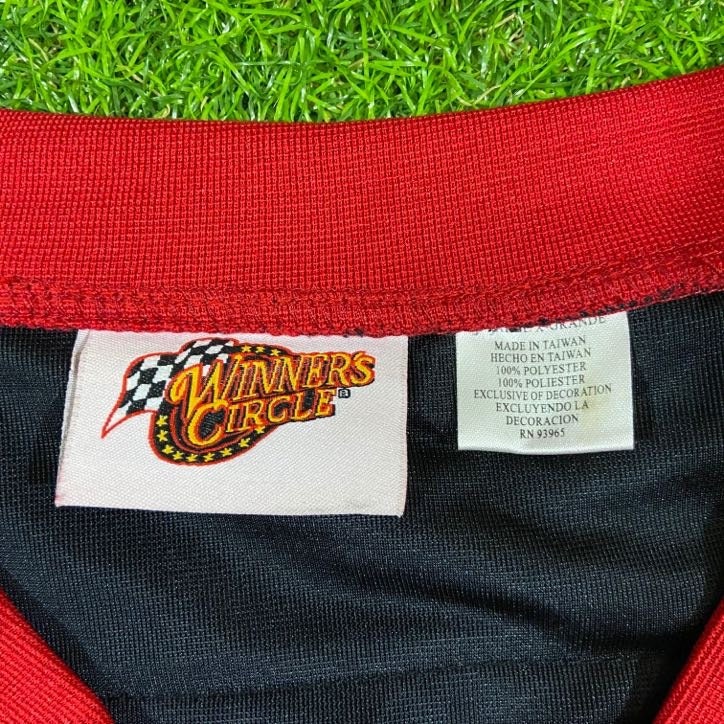 WINNER'S
CIRCLE®
X-GRANDE
MADE IN TAIWAN
HECHO EN TAIWAN
100% POLYESTER
100% POLIESTER
EXCLUSIVE OF DECORATION
EXCLUYENDO LA
DECORACION
RN 93965